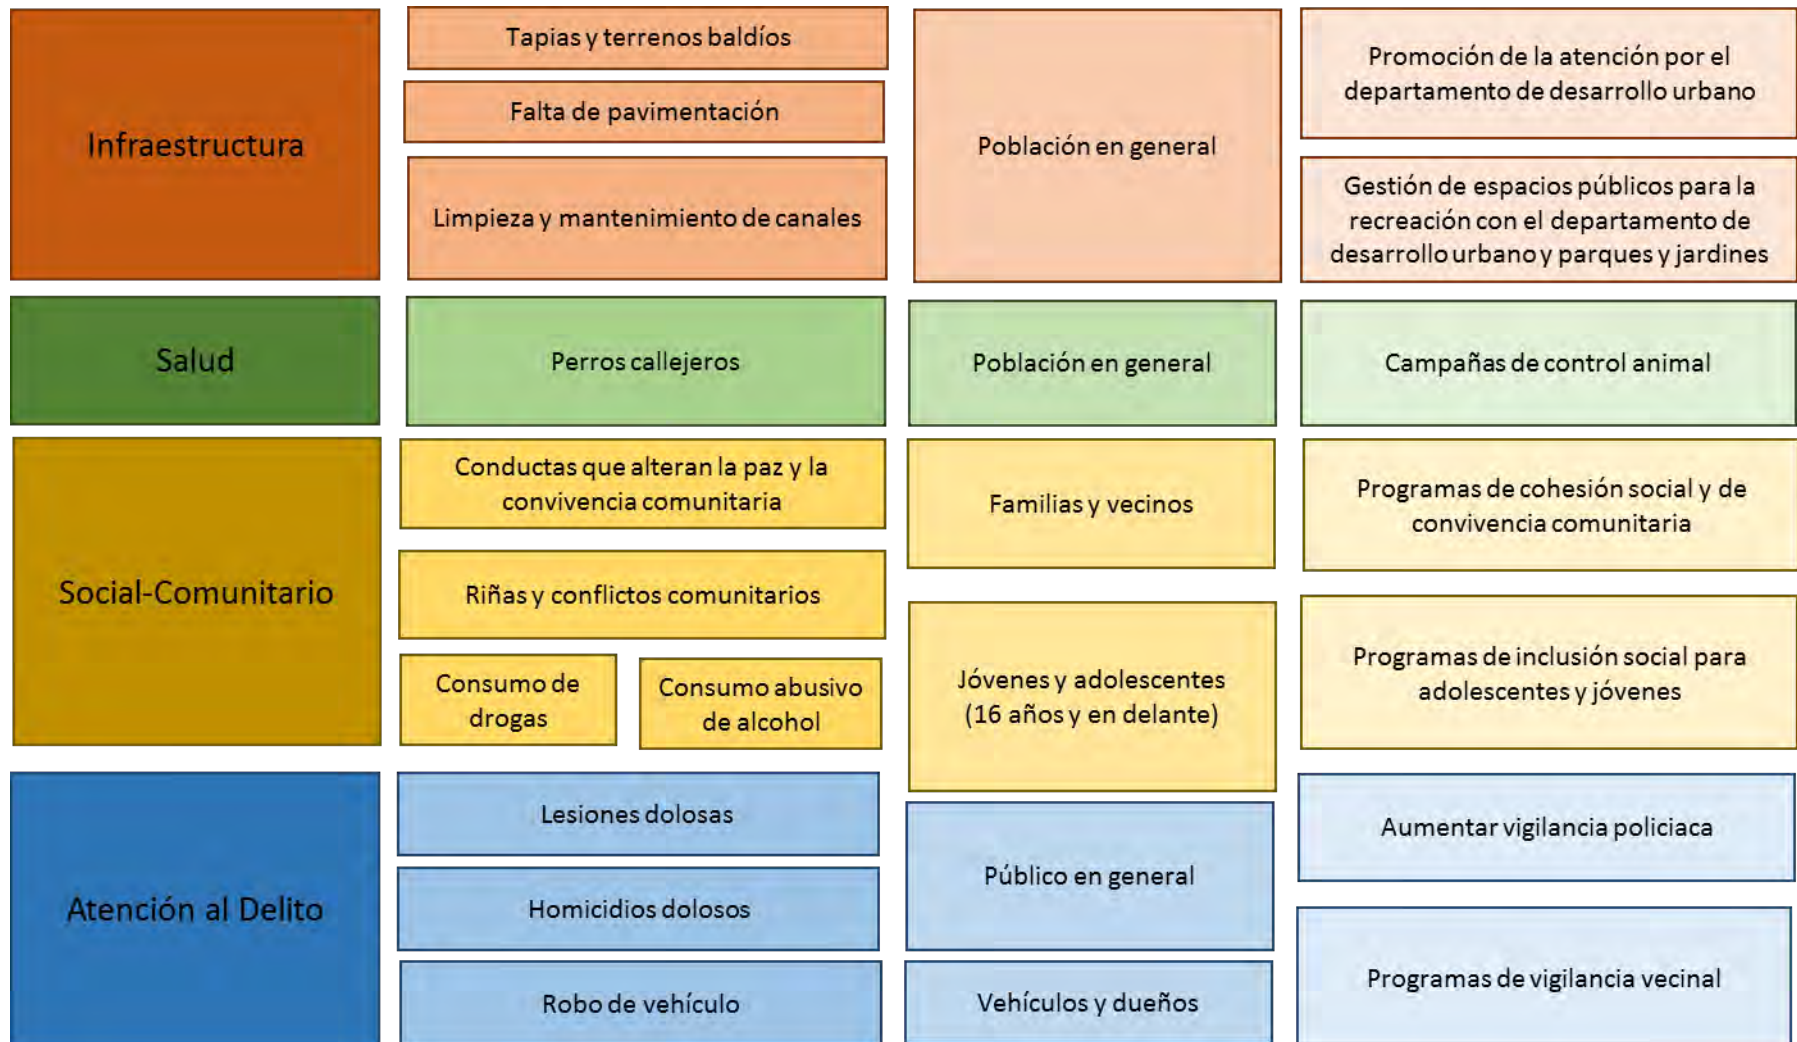 Infraestructura
Tapias y terrenos baldíos
Falta de pavimentación
Limpieza y mantenimiento de canales
Población en general
Promoción de la atención por el
departamento de desarrollo urbano
Gestión de espacios públicos para la
recreación con el departamento de
desarrollo urbano y parques y jardines
Salud
Perros callejeros
Población en general
Campañas de control animal
Social-Comunitario
Conductas que alteran la paz y la
convivencia comunitaria
Riñas y conflictos comunitarios
Consumo de
drogas
Consumo abusivo
de alcohol
Familias y vecinos
Jóvenes y adolescentes
(16 años y en delante)
Programas de cohesión social y de
convivencia comunitaria
Programas de inclusión social para
adolescentes y jóvenes
Atención al Delito
Lesiones dolosas
Homicidios dolosos
Robo de vehículo
Público en general
Vehículos y dueños
Aumentar vigilancia policiaca
Programas de vigilancia vecinal